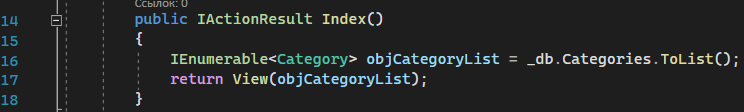 Ссылок: 0
14 public IActionResult Index()
15 {
16 IEnumerable<Category> objCategoryList = _db.Categories.ToList();
17 return View(objCategoryList);
18 }